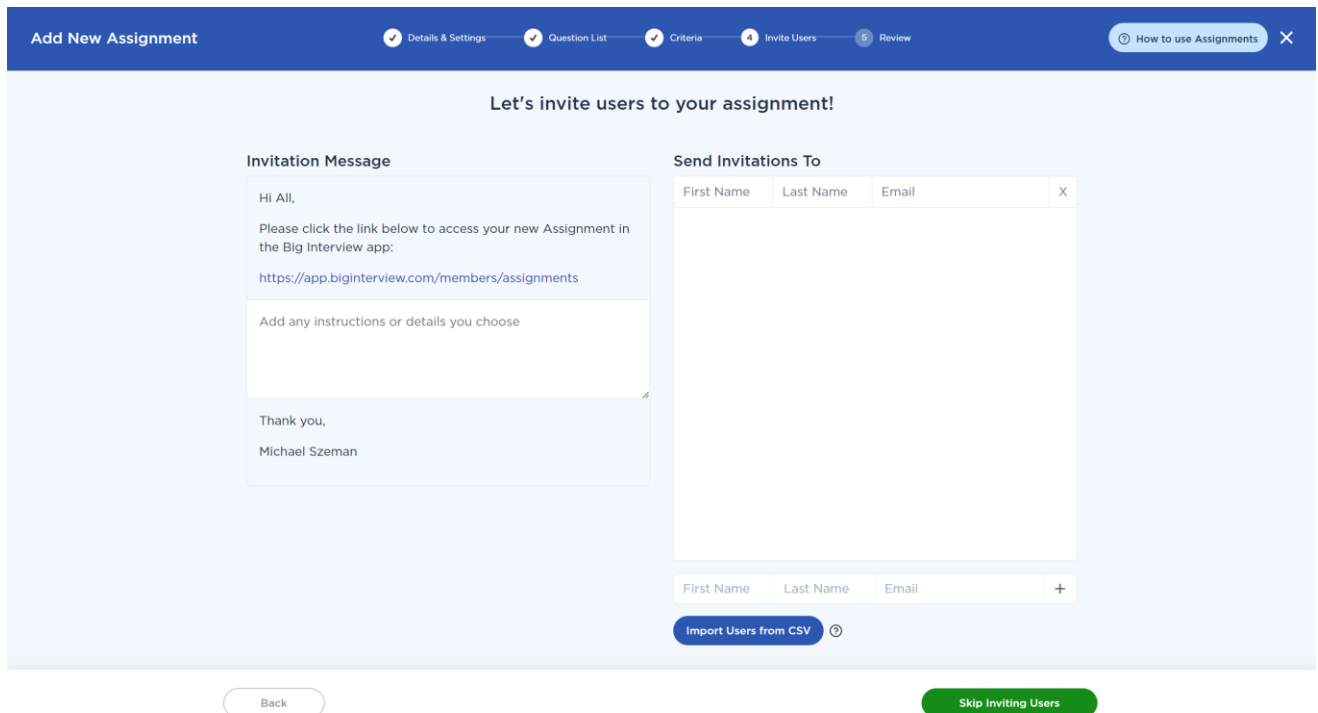 Add New Assignment
Details & Settings
Question List
Criteria
4 Invite Users
5 Review
How to use Assignments
Let's invite users to your assignment!
Invitation Message
Hi All,
Please click the link below to access your new Assignment in
the Big Interview app:
https://app.biginterview.com/members/assignments
Add any instructions or details you choose
Thank you,
Michael Szeman
Send Invitations To
First Name Last Name Email X
First Name Last Name Email +
Import Users from CSV ?
Back
Skip Inviting Users